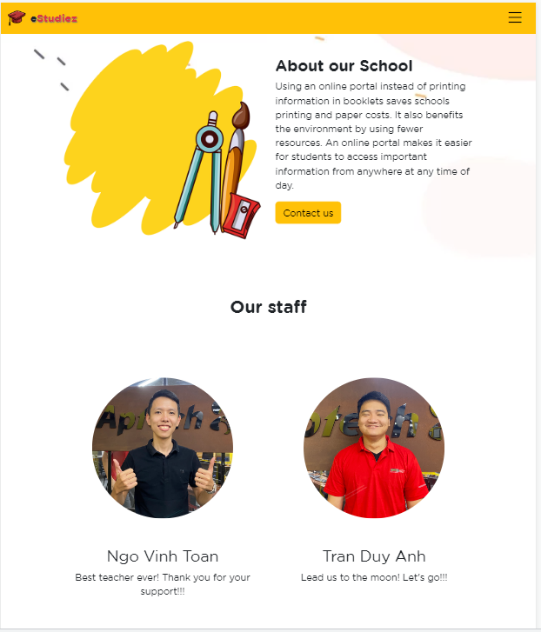 eStudiez
About our School
Using an online portal instead of printing
information in booklets saves schools
printing and paper costs. It also benefits
the environment by using fewer
resources. An online portal makes it easier
for students to access important
information from anywhere at any time of
day.
Contact us
Our staff
Aptech
tech
Ngo Vinh Toan
Tran Duy Anh
Best teacher ever! Thank you for your
support!!!
Lead us to the moon! Let's go!!!